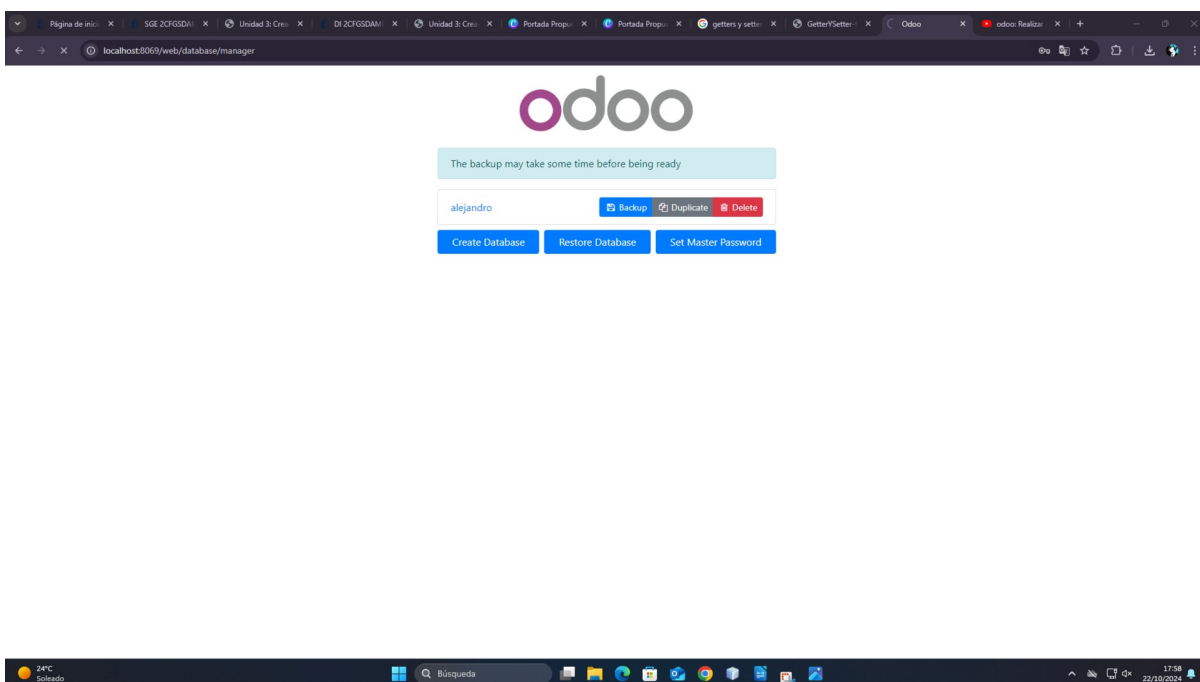 Página de inici
SGE 2CFGSDAM
Unidad 3: Crea
DI 2CFGSDAM
Unidad 3: Crea
Portada Propu
Portada Propu
getters y setter
GetterYSetter-
Odoo
odoo: Realizar
localhost:8069/web/database/manager
odoo
The backup may take some time before being ready
alejandro
Backup Duplicate Delete
Create Database Restore Database Set Master Password
24°C
Soleado
Búsqueda
17:58
22/10/2024